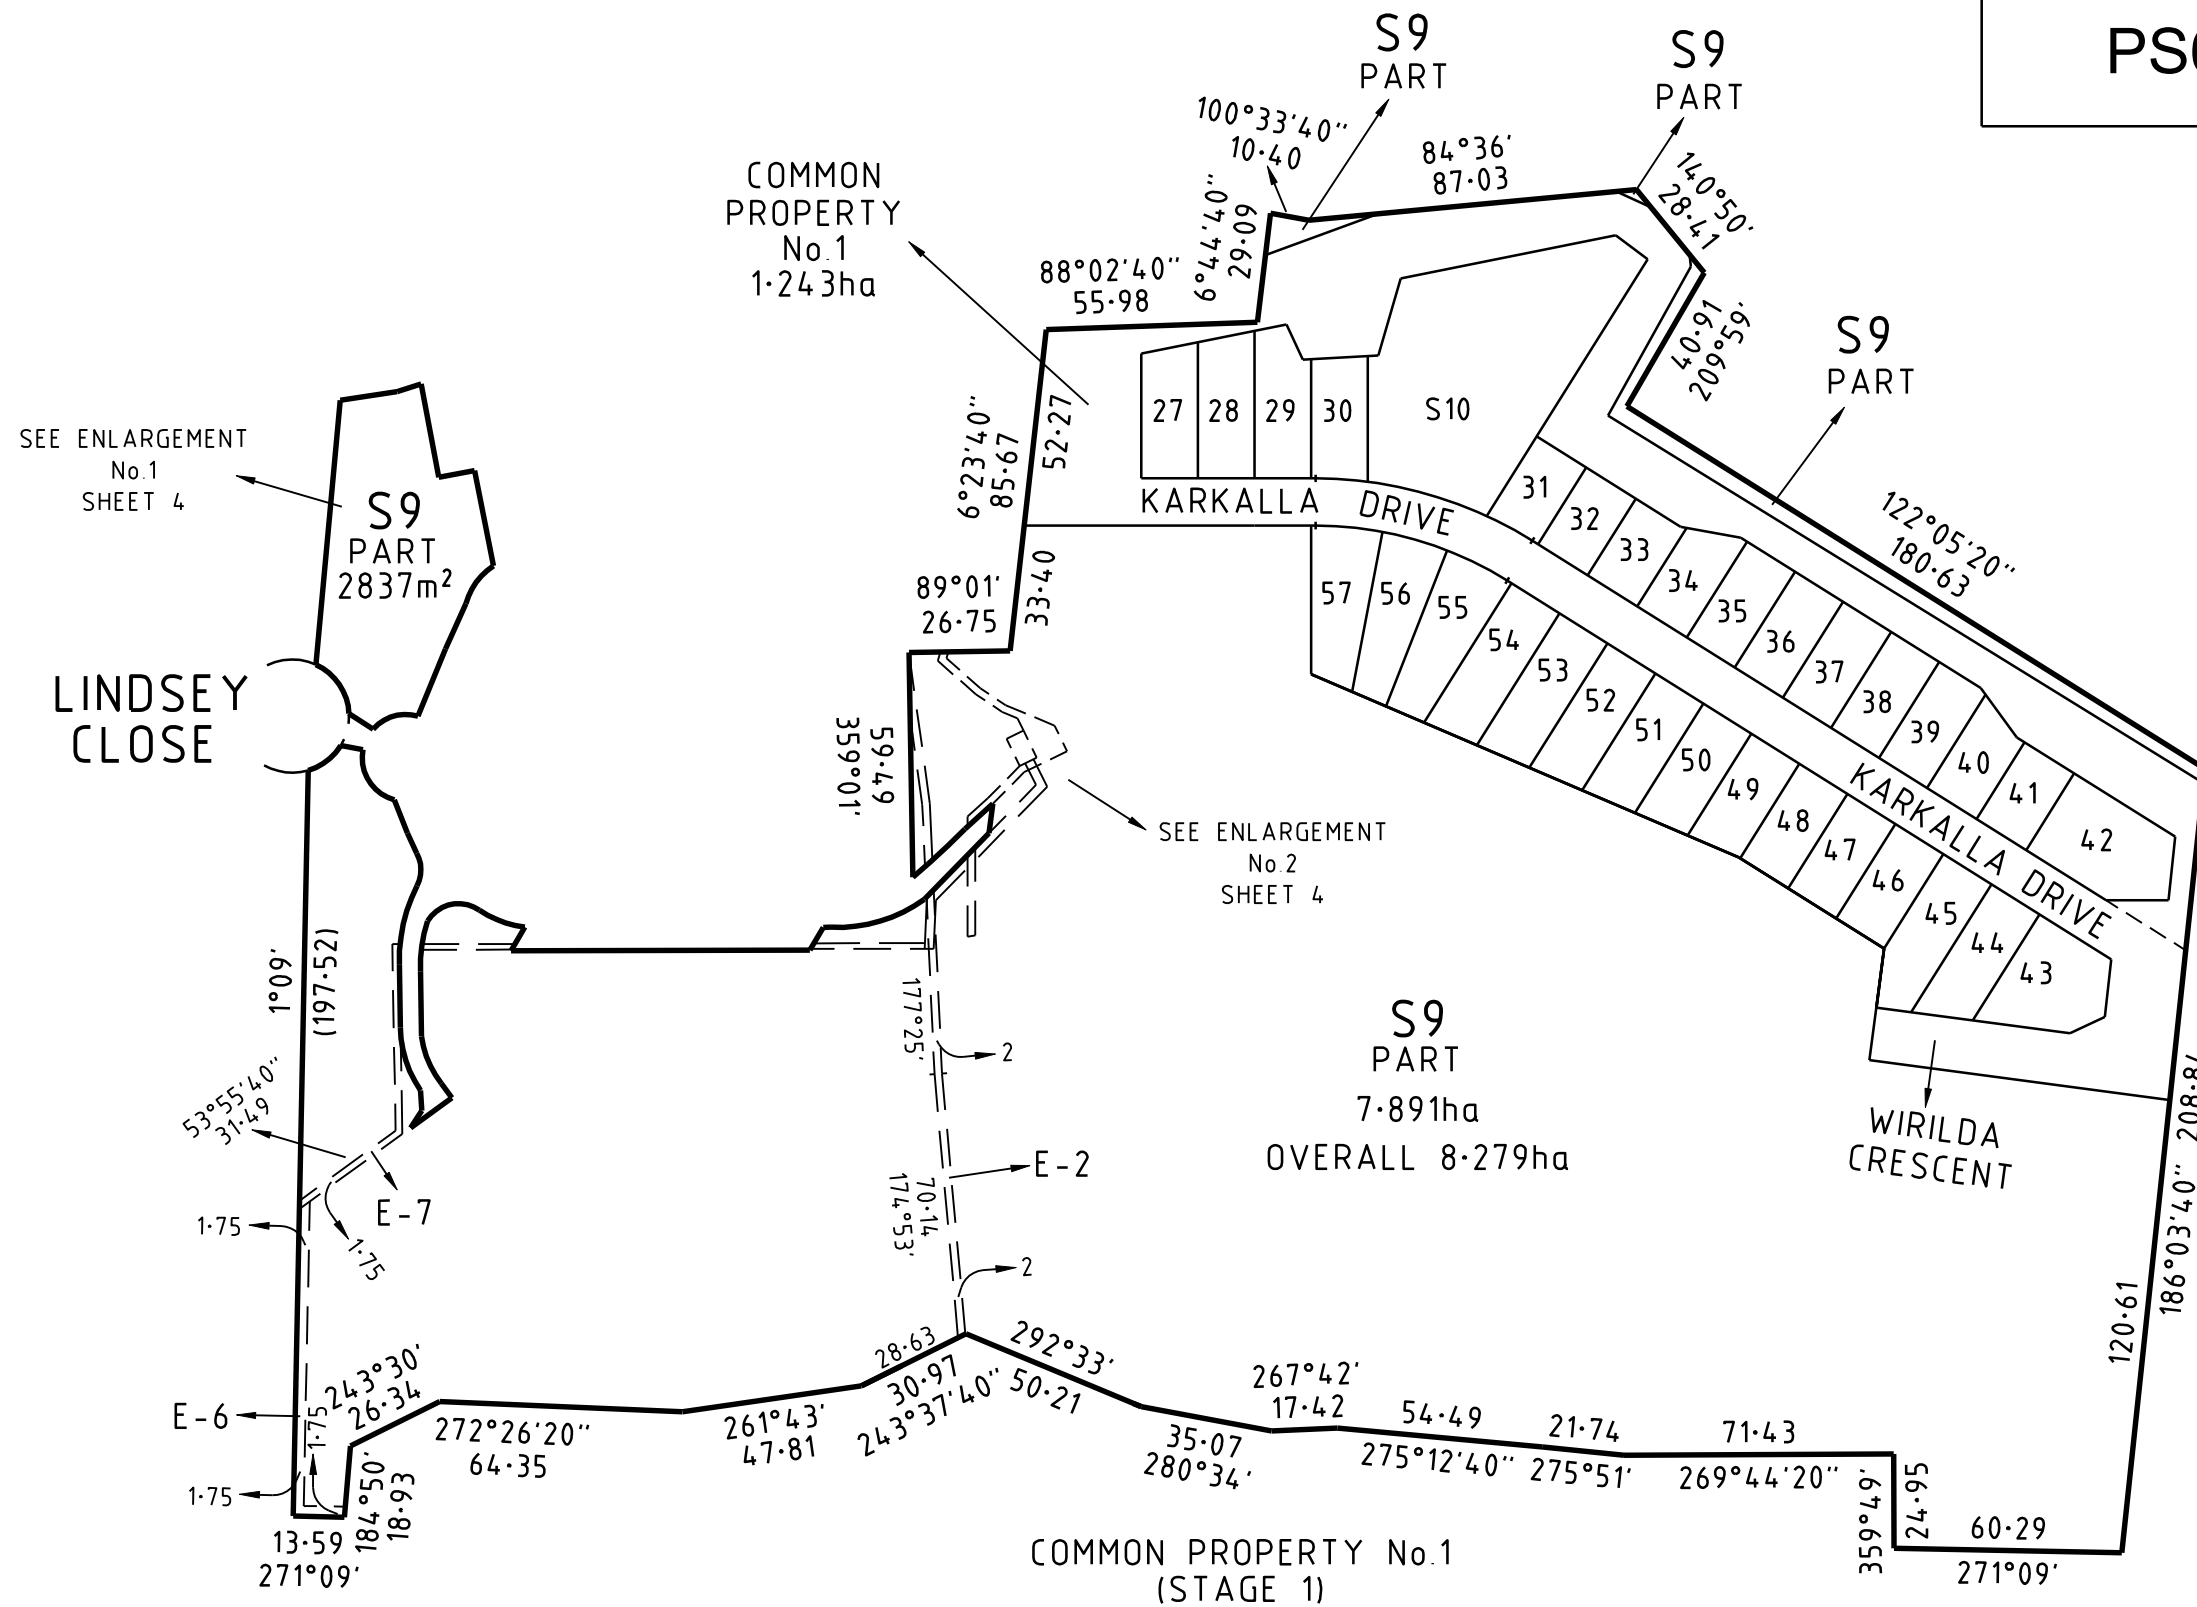 PS
S9
PART
S9
PART
100°33'40"
10·40
84°36'
87·03
140°50'
28·41
COMMON
PROPERTY
No.1
1·243ha
6°44'40"
29·09
88°02'40"
55·98
40·91
209°59'
S9
PART
SEE ENLARGEMENT
No.1
SHEET 4
S9
PART
2837m²
6°23'40"
85·67
52·27
27
28
29
30
S10
KARKALLA DRIVE
31
32
33
34
35
36
37
38
39
40
41
42
122°05'20"
180·63
89°01'
26·75
33·40
57
56
55
54
53
52
51
50
49
48
47
46
45
44
43
KARKALLA DRIVE
LINDSEY
CLOSE
59·49
359°01'
SEE ENLARGEMENT
No.2
SHEET 4
1°09'
(197·52)
177°25'
2
S9
PART
7·891ha
OVERALL 8·279ha
53°55'40"
31·49
E-7
1·75
1·75
E-2
70·14
174°53'
2
WIRILDA
CRESCENT
208·87
186°03'40"
120·61
E-6
1·75
1·75
243°30'
26·34
184°50'
18·93
13·59
271°09'
272°26'20"
64·35
261°43'
47·81
28·63
30·97
243°37'40"
292°33'
50·21
35·07
280°34'
267°42'
17·42
54·49
275°12'40"
21·74
275°51'
71·43
269°44'20"
359°49'
24·95
60·29
271°09'
COMMON PROPERTY No.1
(STAGE 1)